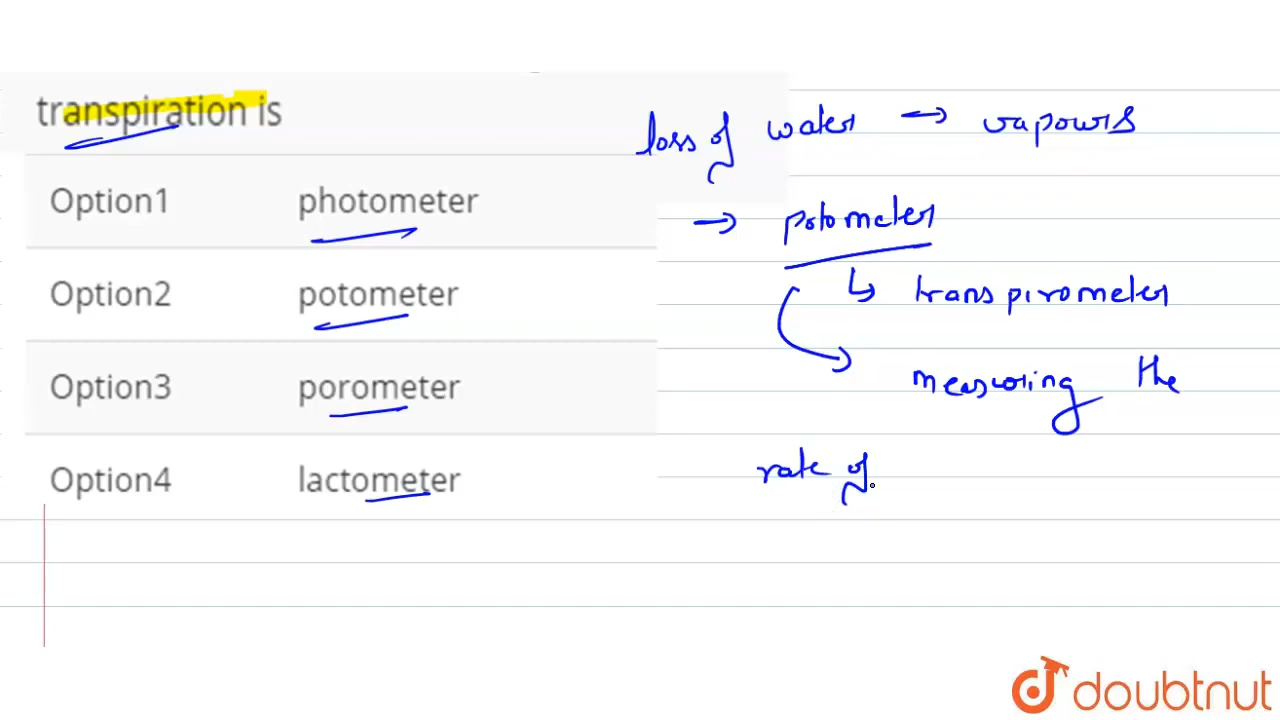 transpiration is
loss of water → vapours
Option1 photometer
→ potometer
Option2 potometer
↳ transpirometer
Option3 porometer
measuring the
Option4 lactometer
rate of
doubtnut